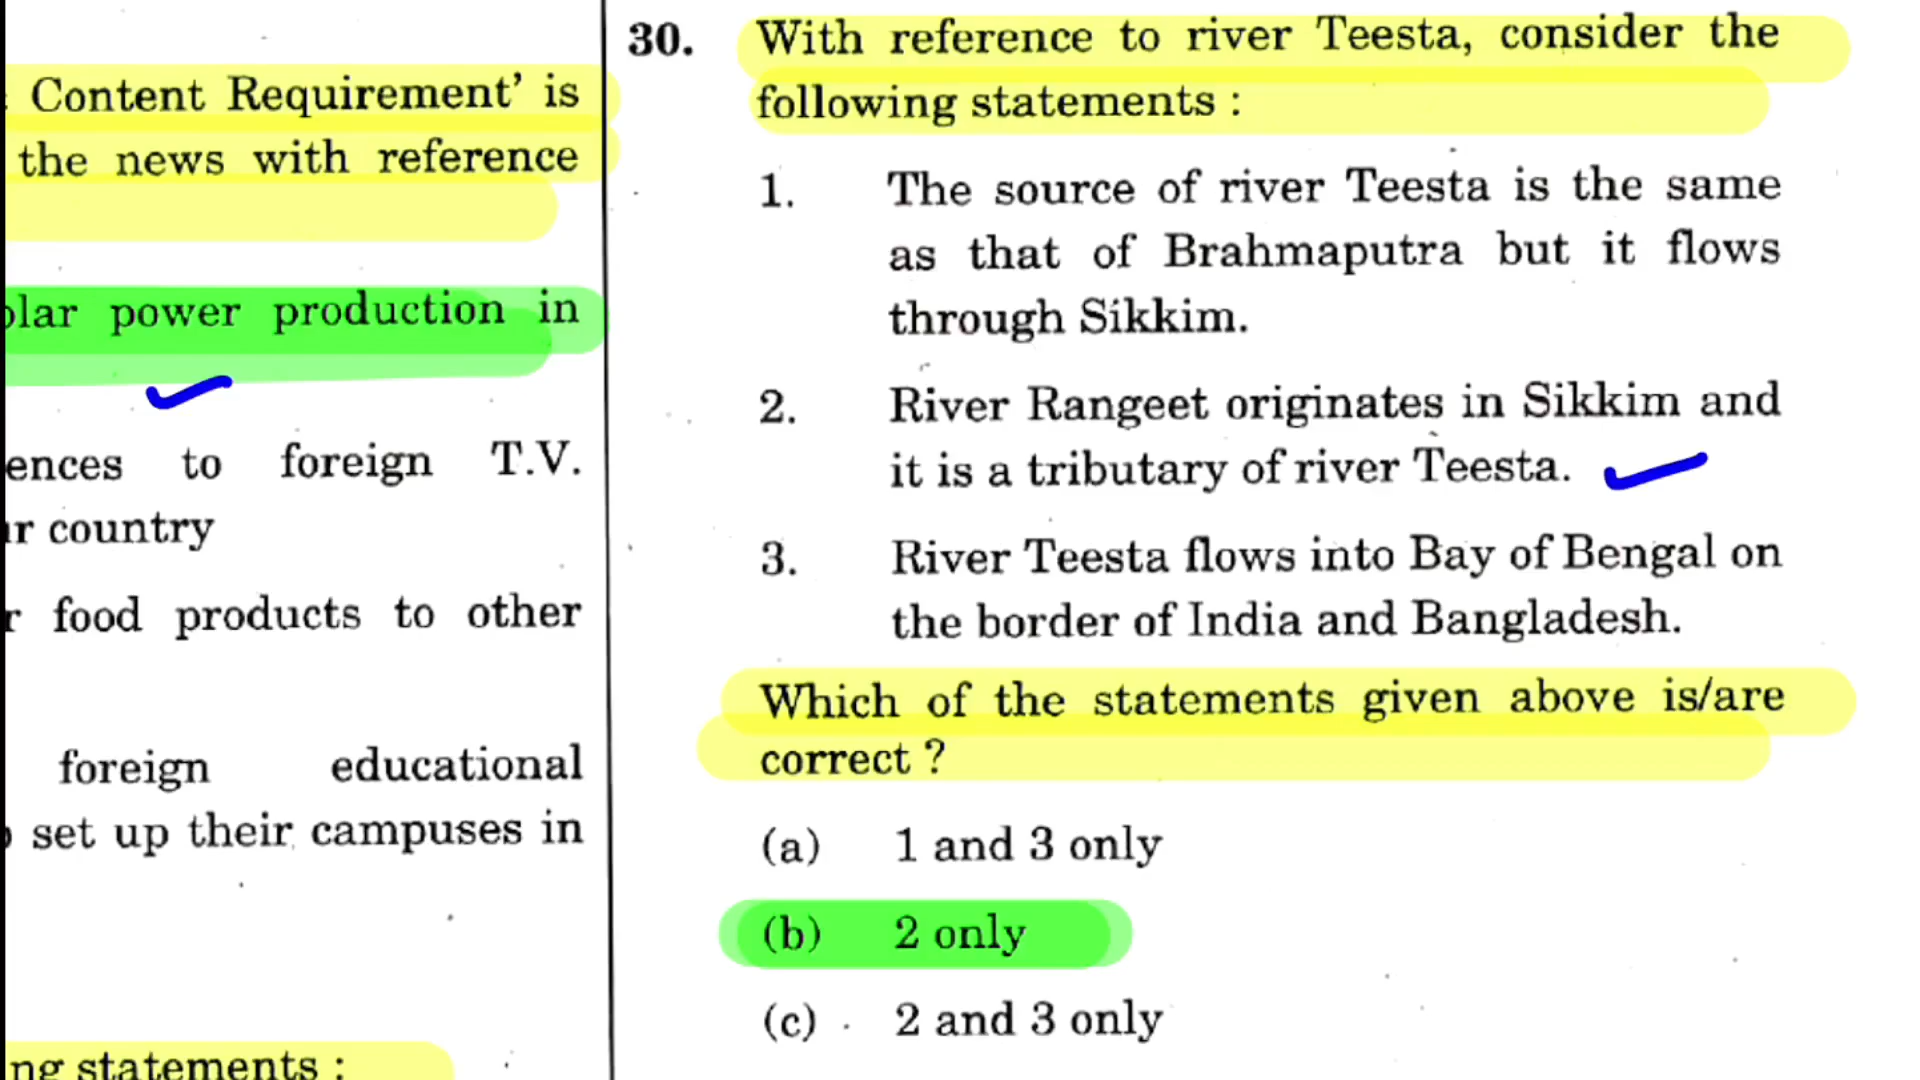 Content Requirement’ is
the news with reference
power production in
to foreign T.V.
country
food products to other
foreign educational
set up their campuses in
statements :
30. With reference to river Teesta, consider the
following statements :
1. The source of river Teesta is the same
as that of Brahmaputra but it flows
through Sikkim.
2. River Rangeet originates in Sikkim and
it is a tributary of river Teesta.
3. River Teesta flows into Bay of Bengal on
the border of India and Bangladesh.
Which of the statements given above is/are
correct ?
(a) 1 and 3 only
(b) 2 only
(c) 2 and 3 only